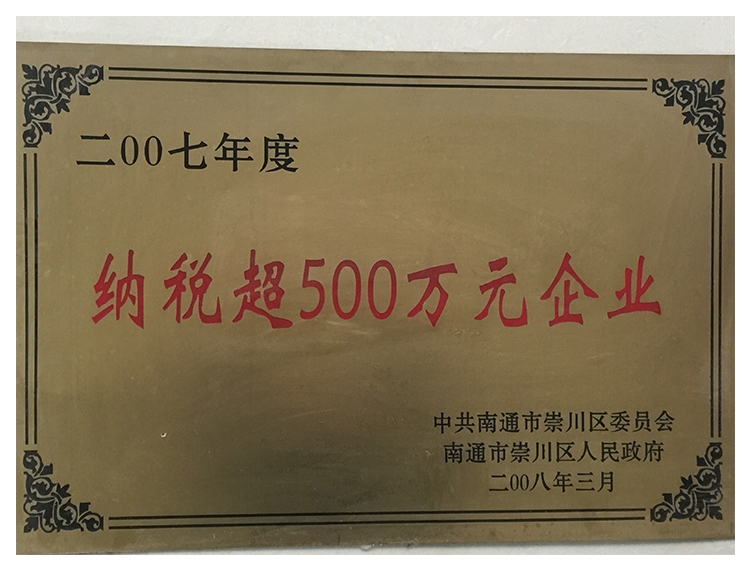 二00七年度
纳税超500万元企业
中共南通市崇川区委员会
南通市崇川区人民政府
二00八年三月